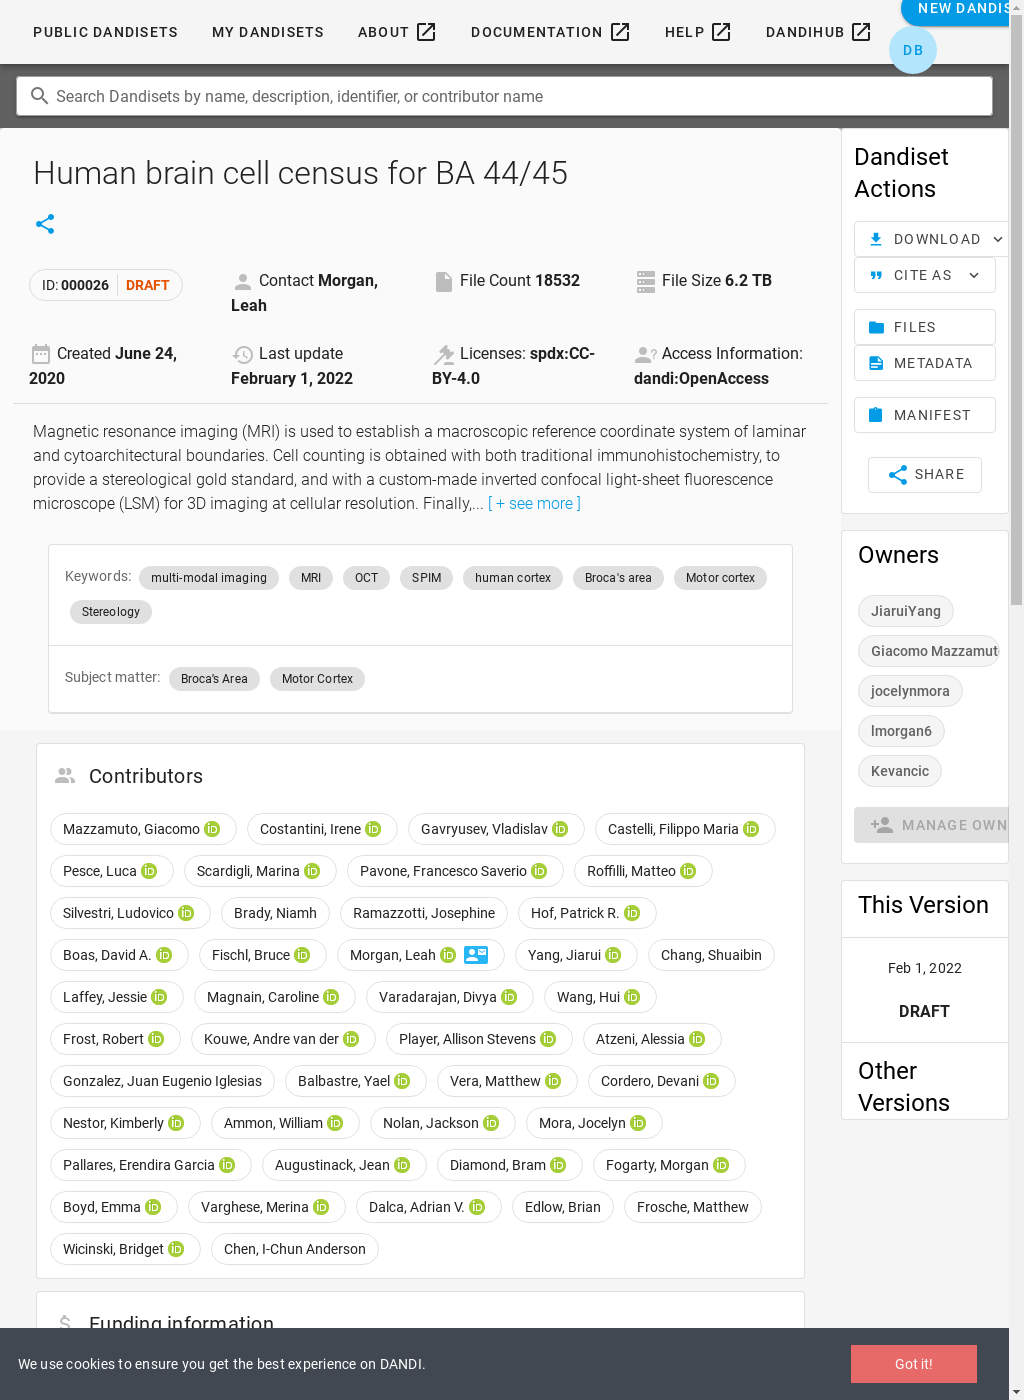 NEW DANDIS
PUBLIC DANDISETS MY DANDISETS ABOUT DOCUMENTATION HELP DANDIHUB
DB
Search Dandisets by name, description, identifier, or contributor name
Human brain cell census for BA 44/45
ID: 000026 DRAFT
Contact Morgan, Leah
File Count 18532
File Size 6.2 TB
Created June 24, 2020
Last update February 1, 2022
Licenses: spdx:CC-BY-4.0
Access Information: dandi:OpenAccess
Magnetic resonance imaging (MRI) is used to establish a macroscopic reference coordinate system of laminar
and cytoarchitectural boundaries. Cell counting is obtained with both traditional immunohistochemistry, to
provide a stereological gold standard, and with a custom-made inverted confocal light-sheet fluorescence
microscope (LSM) for 3D imaging at cellular resolution. Finally,... [ + see more ]
Keywords: multi-modal imaging MRI OCT SPIM human cortex Broca's area Motor cortex
Stereology
Subject matter: Broca's Area Motor Cortex
Contributors
Mazzamuto, Giacomo Costantini, Irene Gavryusev, Vladislav Castelli, Filippo Maria
Pesce, Luca Scardigli, Marina Pavone, Francesco Saverio Roffilli, Matteo
Silvestri, Ludovico Brady, Niamh Ramazzotti, Josephine Hof, Patrick R.
Boas, David A. Fischl, Bruce Morgan, Leah Yang, Jiarui Chang, Shuaibin
Laffey, Jessie Magnain, Caroline Varadarajan, Divya Wang, Hui
Frost, Robert Kouwe, Andre van der Player, Allison Stevens Atzeni, Alessia
Gonzalez, Juan Eugenio Iglesias Balbastre, Yael Vera, Matthew Cordero, Devani
Nestor, Kimberly Ammon, William Nolan, Jackson Mora, Jocelyn
Pallares, Erendira Garcia Augustinack, Jean Diamond, Bram Fogarty, Morgan
Boyd, Emma Varghese, Merina Dalca, Adrian V. Edlow, Brian Frosche, Matthew
Wicinski, Bridget Chen, I-Chun Anderson
Funding information
Dandiset
Actions
DOWNLOAD
CITE AS
FILES
METADATA
MANIFEST
SHARE
Owners
JiaruiYang
Giacomo Mazzamut
jocelynmora
lmorgan6
Kevancic
MANAGE OWN
This Version
Feb 1, 2022
DRAFT
Other
Versions
We use cookies to ensure you get the best experience on DANDI.
Got it!